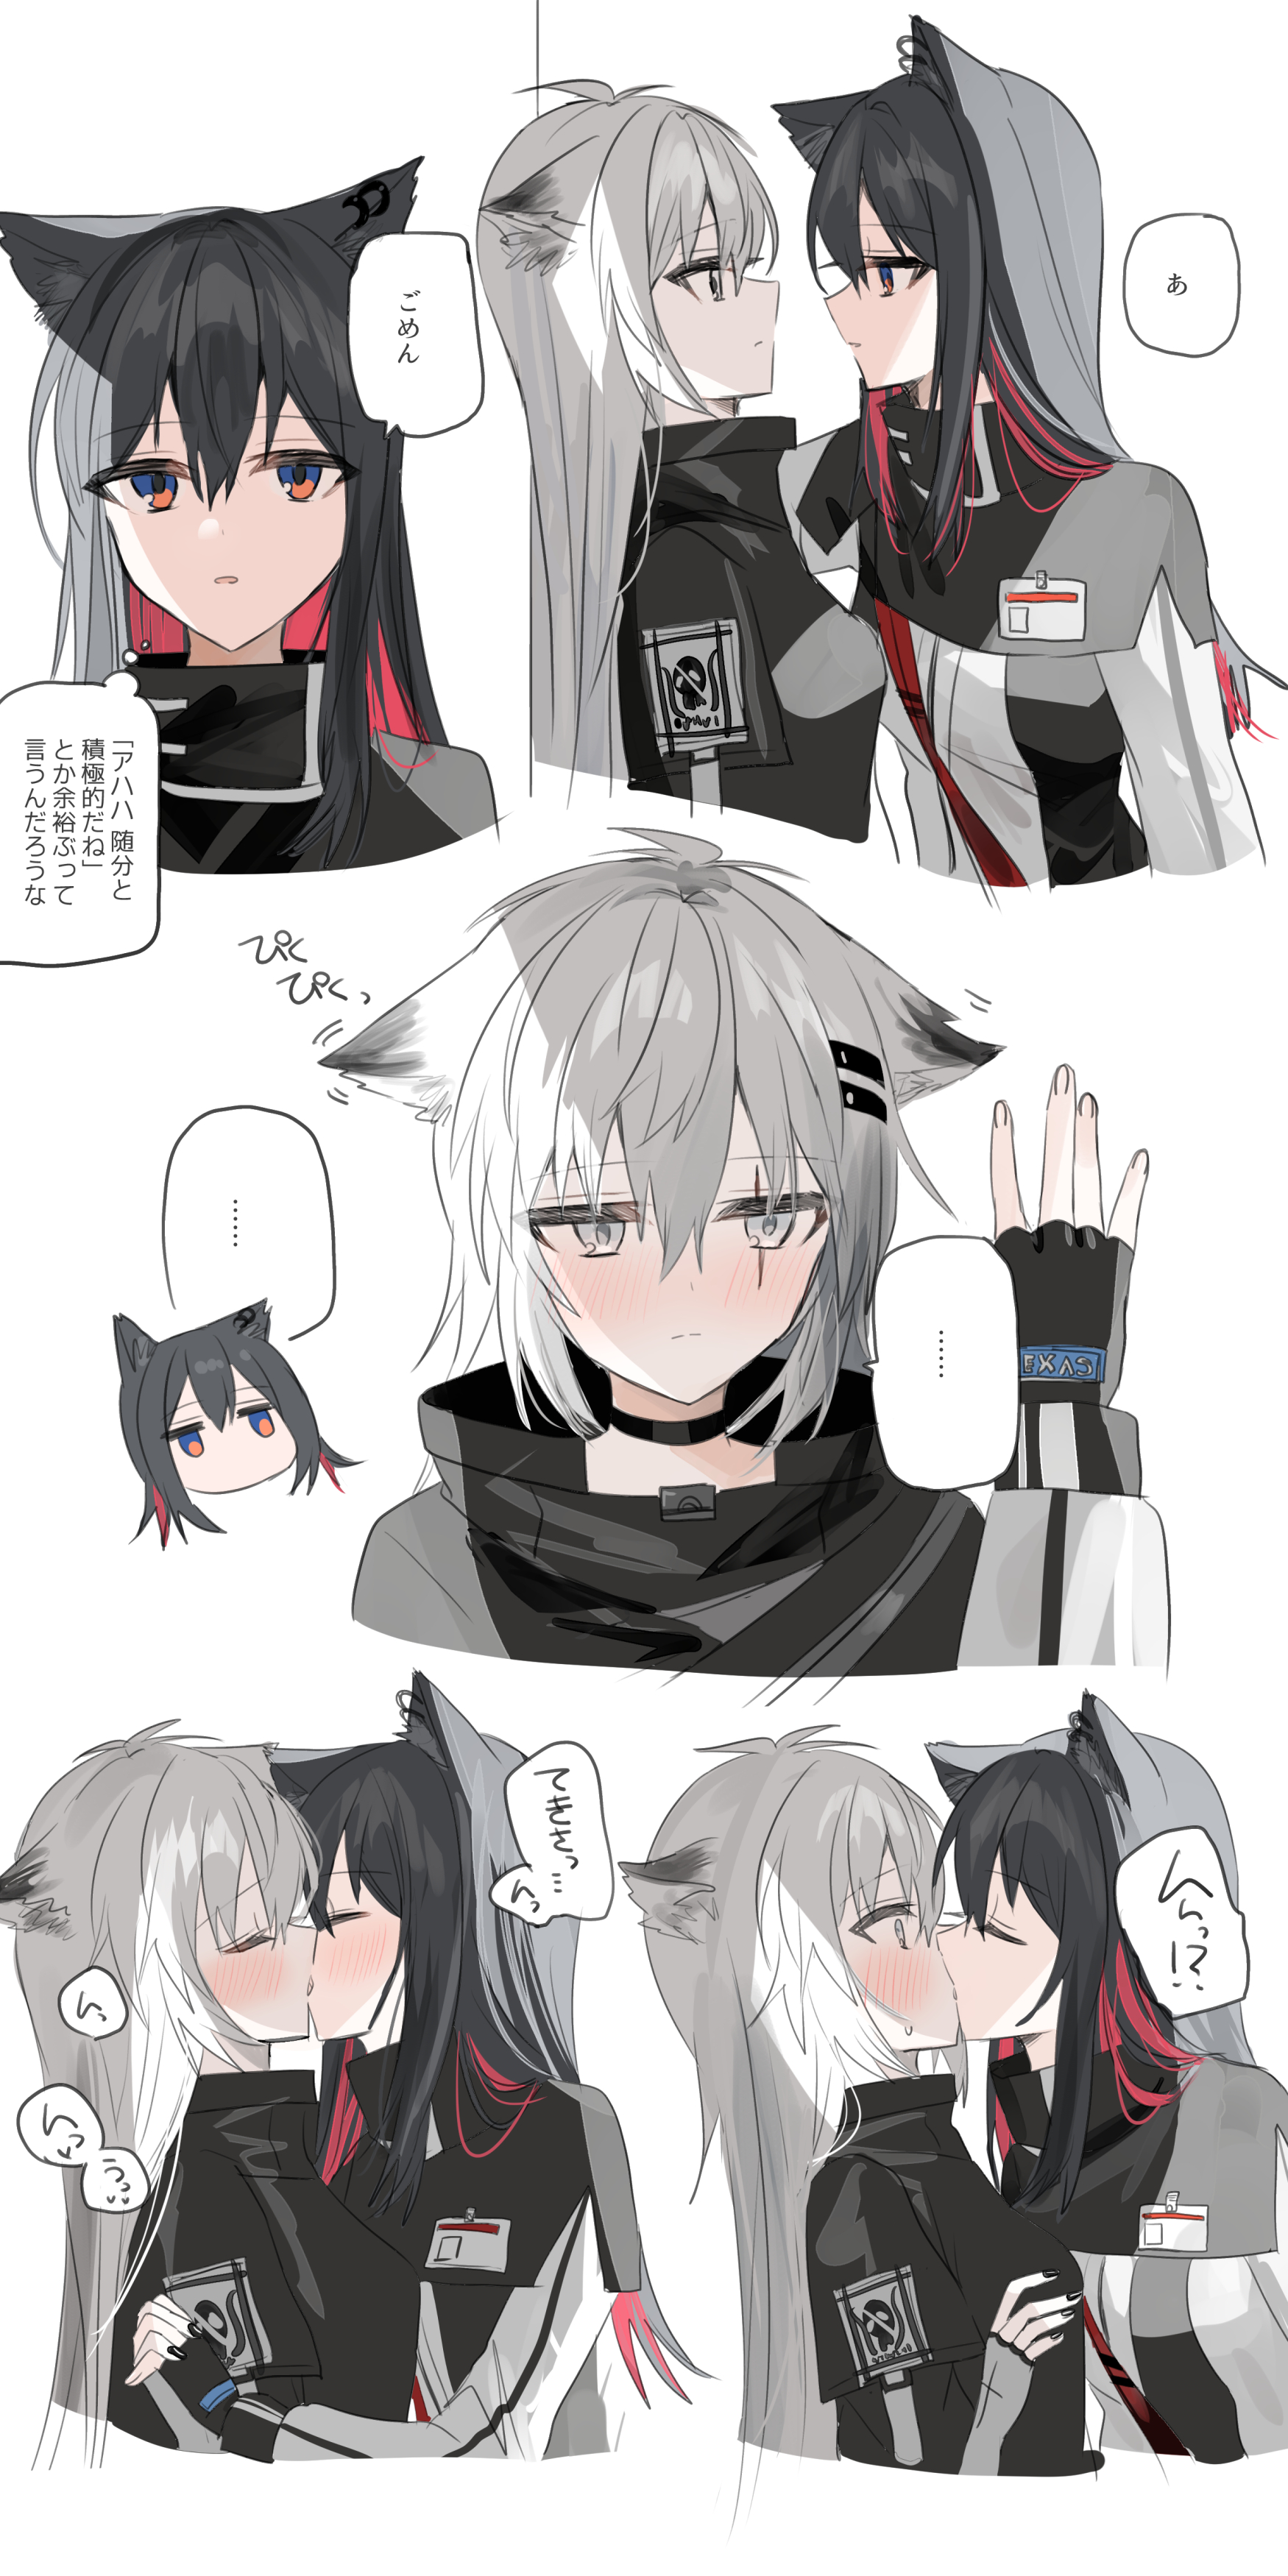 あ
ごめん
「アハハ 随分と
積極的だね」
とか余裕ぶって
言うんだろうな
ぴく
ぴくっ
……
……
EXAS
んんっ!?
てきさっ…
んっ
んっ
んっ♥
うっ♥♥